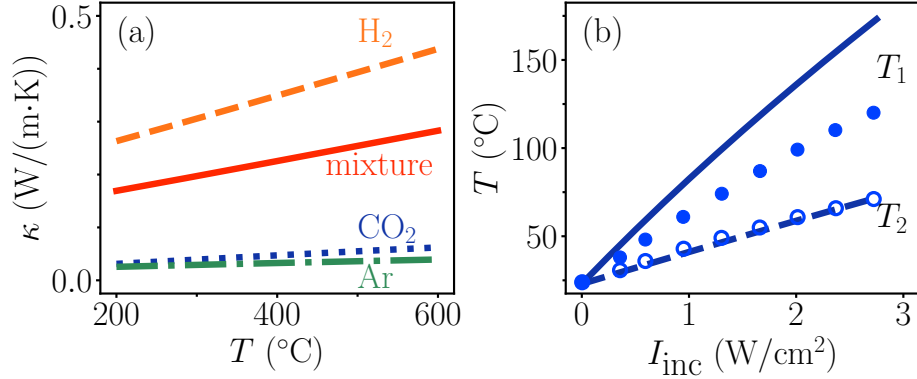 (a)
H₂
mixture
CO₂
Ar
0.5
0.0
κ (W/(m·K))
200
400
600
T (°C)
(b)
T₁
T₂
150
100
50
T (°C)
0
1
2
3
I_inc (W/cm²)